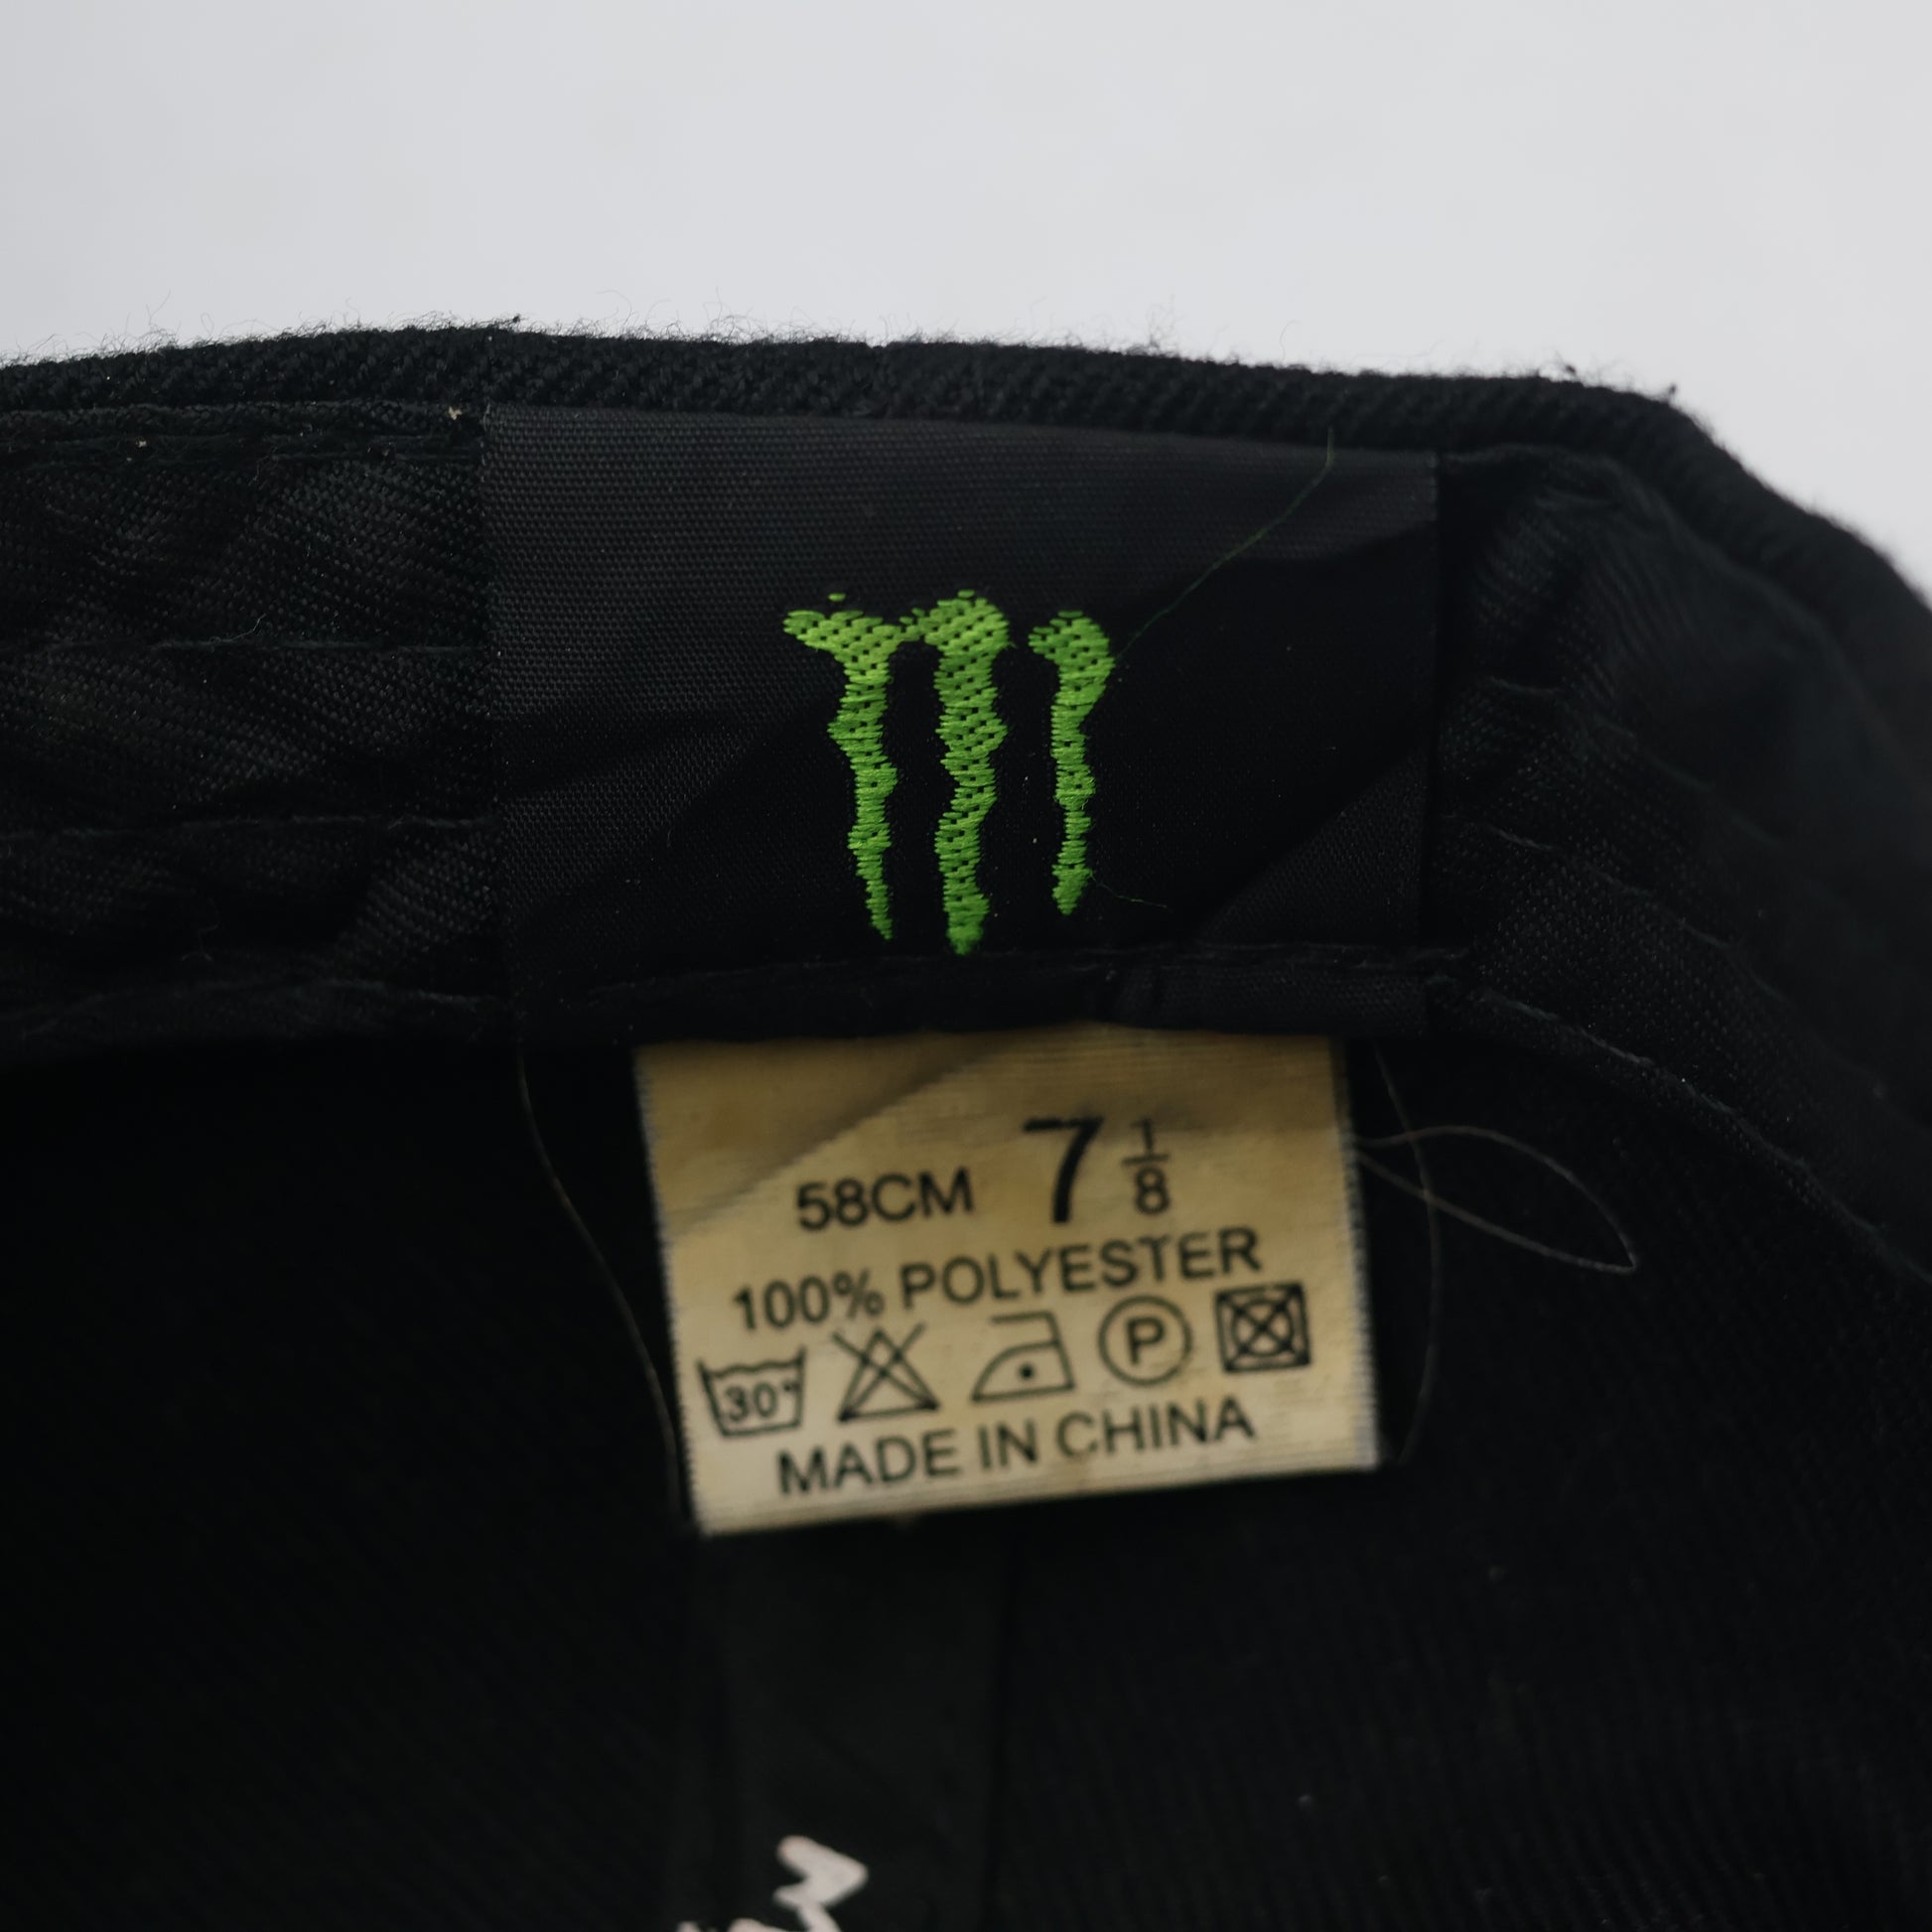 58CM 7 1/8
100% POLYESTER
30° P
MADE IN CHINA